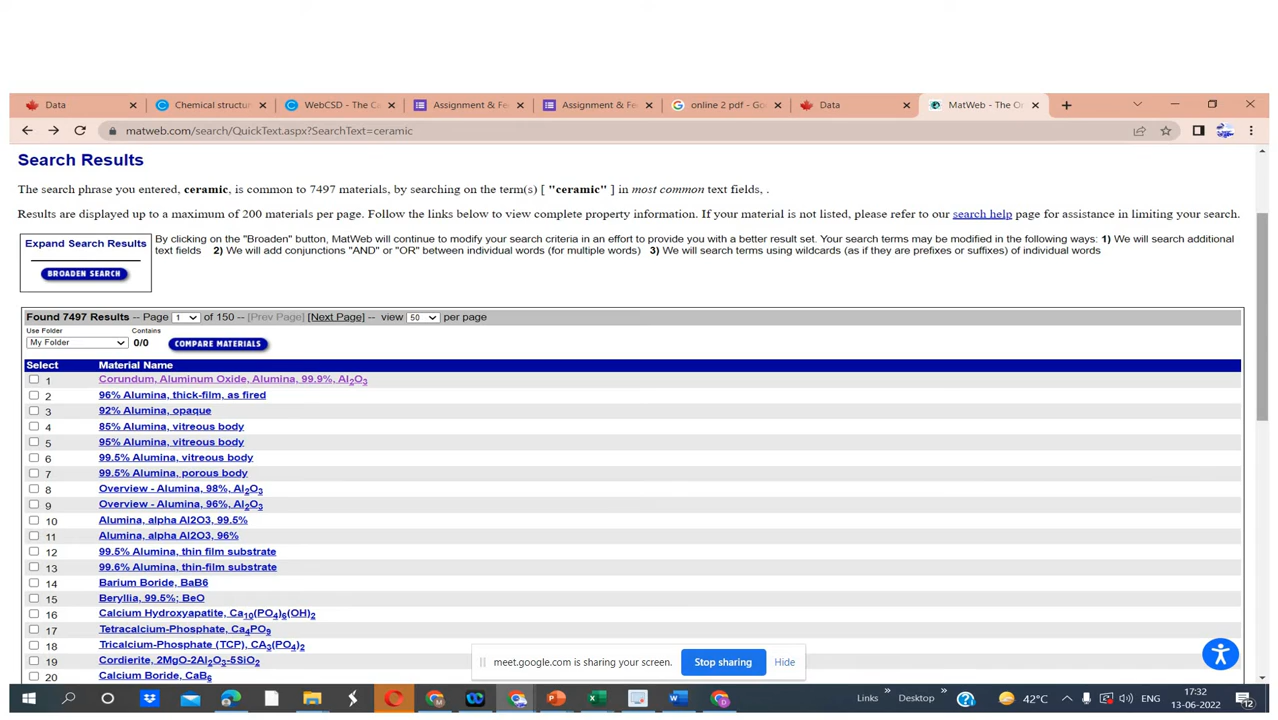 Data
Chemical structur
WebCSD - The Ca
Assignment & Fe
Assignment & Fe
online 2 pdf - Go
Data
MatWeb - The O
matweb.com/search/QuickText.aspx?SearchText=ceramic
Search Results
The search phrase you entered, ceramic, is common to 7497 materials, by searching on the term(s) [ "ceramic" ] in most common text fields, .
Results are displayed up to a maximum of 200 materials per page. Follow the links below to view complete property information. If your material is not listed, please refer to our search help page for assistance in limiting your search.
Expand Search Results
BROADEN SEARCH
By clicking on the "Broaden" button, MatWeb will continue to modify your search criteria in an effort to provide you with a better result set. Your search terms may be modified in the following ways: 1) We will search additional
text fields 2) We will add conjunctions "AND" or "OR" between individual words (for multiple words) 3) We will search terms using wildcards (as if they are prefixes or suffixes) of individual words
Found 7497 Results -- Page 1 of 150 -- [Prev Page] [Next Page] -- view 50 per page
Use Folder Contains
My Folder 0/0 COMPARE MATERIALS
Select Material Name
1 Corundum, Aluminum Oxide, Alumina, 99.9%, Al2O3
2 96% Alumina, thick-film, as fired
3 92% Alumina, opaque
4 85% Alumina, vitreous body
5 95% Alumina, vitreous body
6 99.5% Alumina, vitreous body
7 99.5% Alumina, porous body
8 Overview - Alumina, 98%, Al2O3
9 Overview - Alumina, 96%, Al2O3
10 Alumina, alpha Al2O3, 99.5%
11 Alumina, alpha Al2O3, 96%
12 99.5% Alumina, thin film substrate
13 99.6% Alumina, thin-film substrate
14 Barium Boride, BaB6
15 Beryllia, 99.5%; BeO
16 Calcium Hydroxyapatite, Ca10(PO4)6(OH)2
17 Tetracalcium-Phosphate, Ca4PO9
18 Tricalcium-Phosphate (TCP), CA3(PO4)2
19 Cordierite, 2MgO-2Al2O3-5SiO2
20 Calcium Boride, CaB6
meet.google.com is sharing your screen. Stop sharing Hide
Links » Desktop » 42°C ENG 17:32
13-06-2022
12